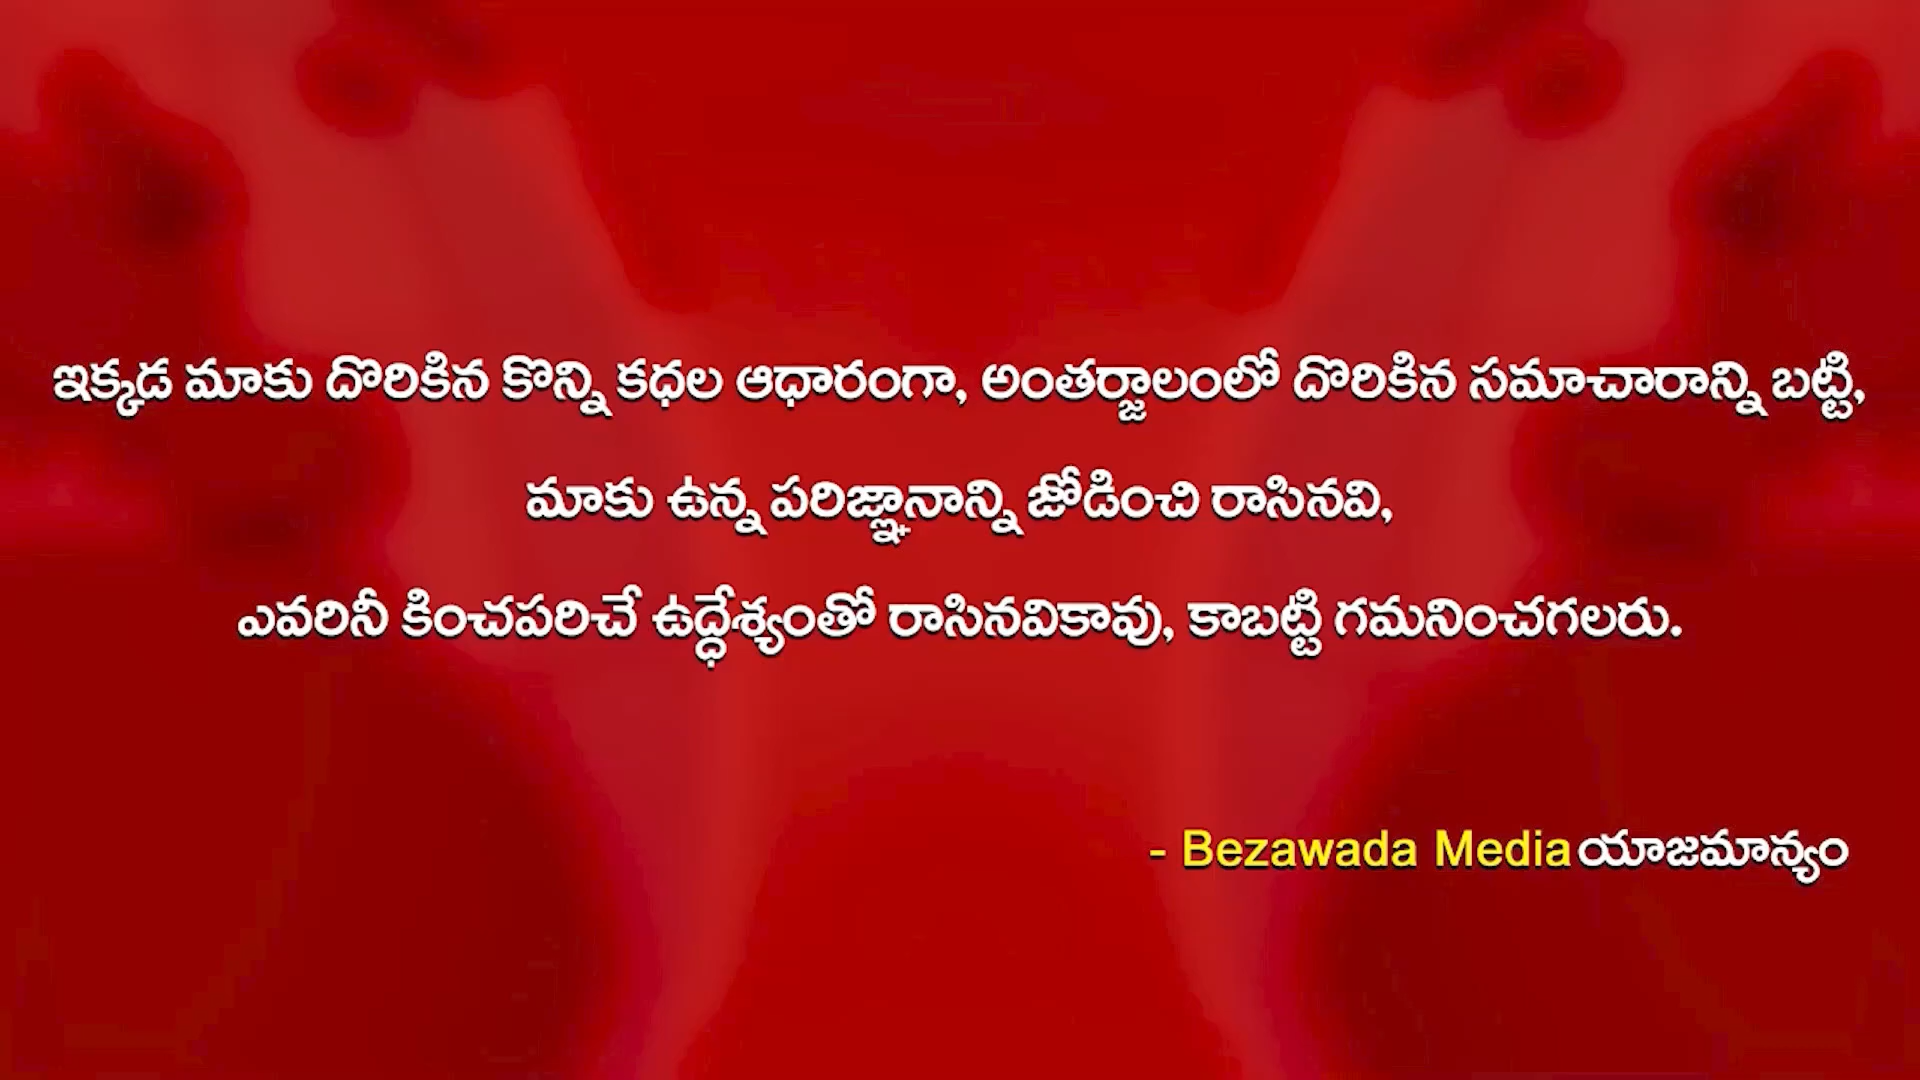 ఇక్కడ మాకు దొరికిన కొన్ని కధల ఆధారంగా, అంతర్జాలంలో దొరికిన సమాచారాన్ని బట్టి,
మాకు ఉన్న పరిజ్ఞానాన్ని జోడించి రాసినవి,
ఎవరినీ కించపరిచే ఉద్ధేశ్యంతో రాసినవికావు, కాబట్టి గమనించగలరు.
- Bezawada Media యాజమాన్యం